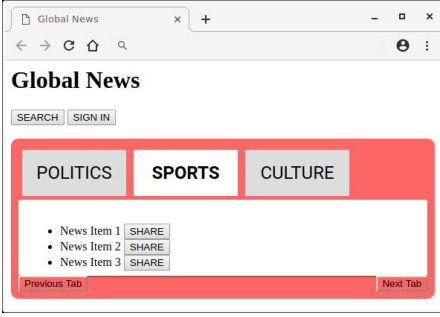 Global News
Global News
SEARCH SIGN IN
POLITICS SPORTS CULTURE
News Item 1 SHARE
News Item 2 SHARE
News Item 3 SHARE
Previous Tab Next Tab